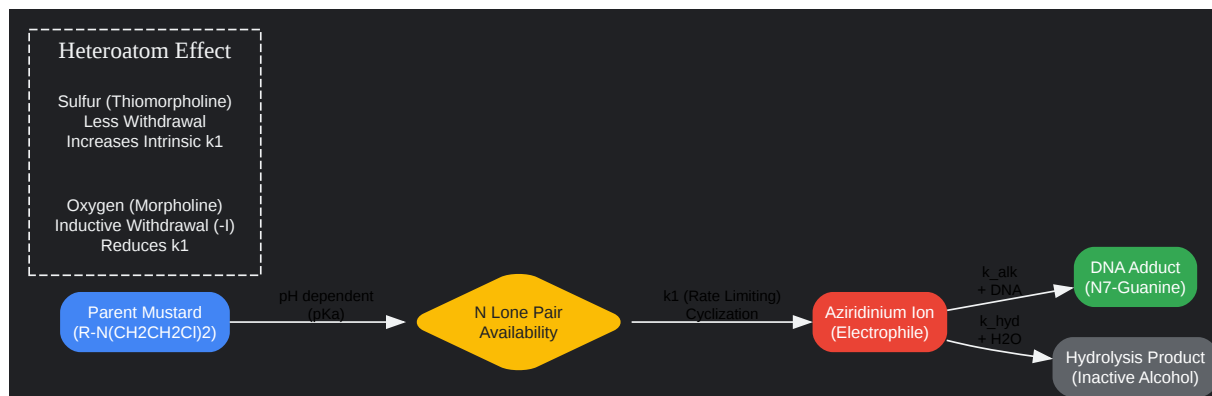 Heteroatom Effect
Sulfur (Thiomorpholine)
Less Withdrawal
Increases Intrinsic k1
Oxygen (Morpholine)
Inductive Withdrawal (-I)
Reduces k1
Parent Mustard
(R-N(CH2CH2Cl)2)
pH dependent
(pKa)
N Lone Pair
Availability
k1 (Rate Limiting)
Cyclization
Aziridinium Ion
(Electrophile)
k_alk
+ DNA
DNA Adduct
(N7-Guanine)
k_hyd
+ H2O
Hydrolysis Product
(Inactive Alcohol)